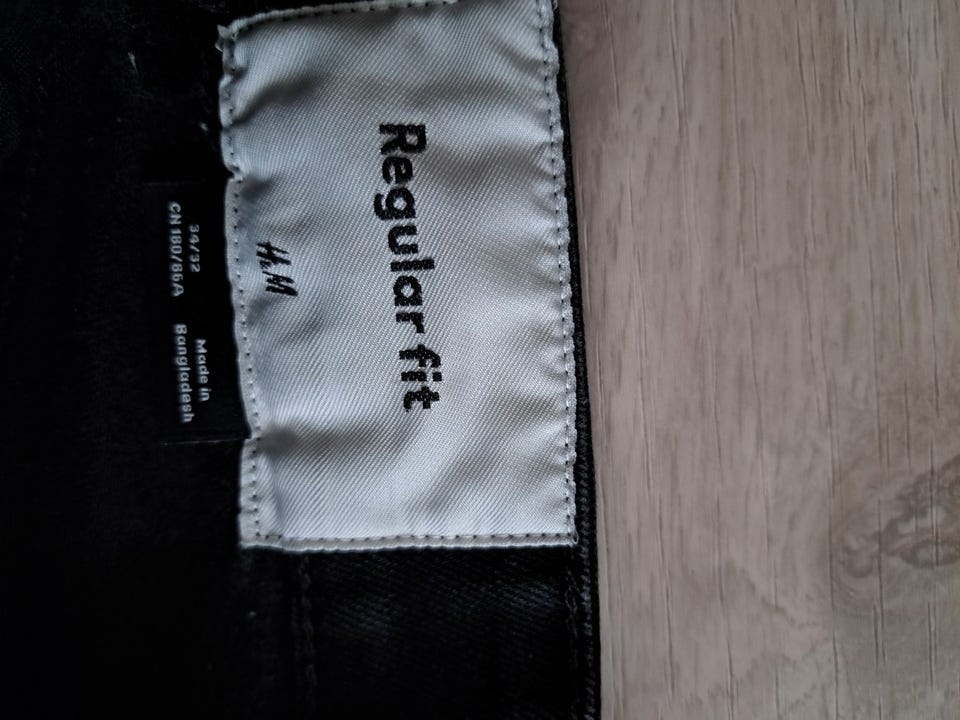 Regular fit
H&M
34/32
CN 180/86A
Made in
Bangladesh